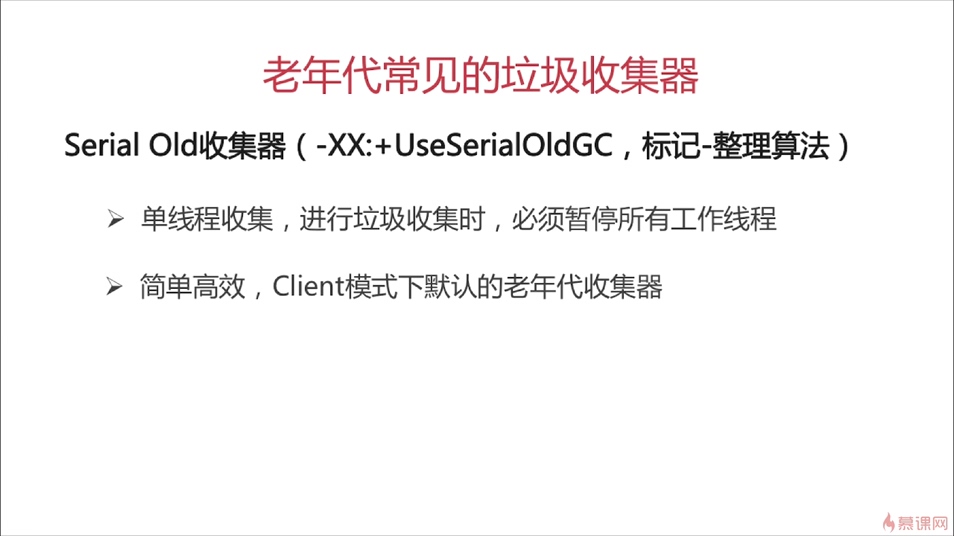 老年代常见的垃圾收集器
Serial Old收集器（-XX:+UseSerialOldGC，标记-整理算法）
单线程收集，进行垃圾收集时，必须暂停所有工作线程
简单高效，Client模式下默认的老年代收集器
慕课网